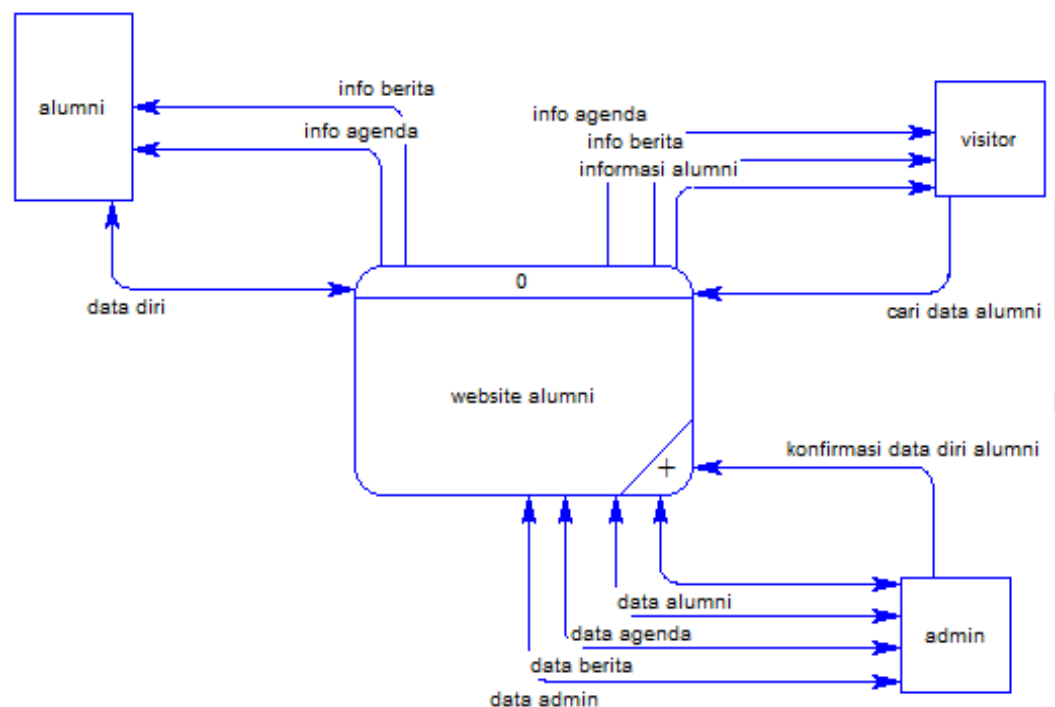 alumni
info berita
info agenda
info agenda
info berita
informasi alumni
visitor
data diri
0
cari data alumni
website alumni
+
konfirmasi data diri alumni
data alumni
data agenda
data berita
data admin
admin